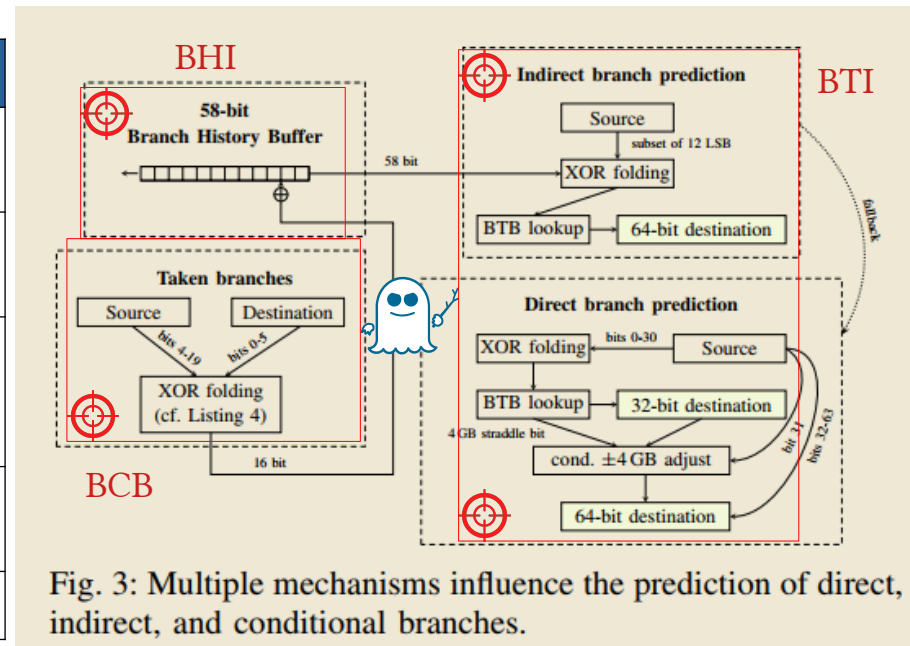 BHI
58-bit
Branch History Buffer
58 bit
Taken branches
Source
Destination
bits 4-19
bits 0-5
XOR folding
(cf. Listing 4)
16 bit
BCB
BTI
Indirect branch prediction
Source
subset of 12 LSB
XOR folding
BTB lookup
64-bit destination
fallback
Direct branch prediction
XOR folding
bits 0-30
Source
BTB lookup
32-bit destination
4 GB straddle bit
bit 31
bits 32-63
cond. ±4 GB adjust
64-bit destination
Fig. 3: Multiple mechanisms influence the prediction of direct,
indirect, and conditional branches.